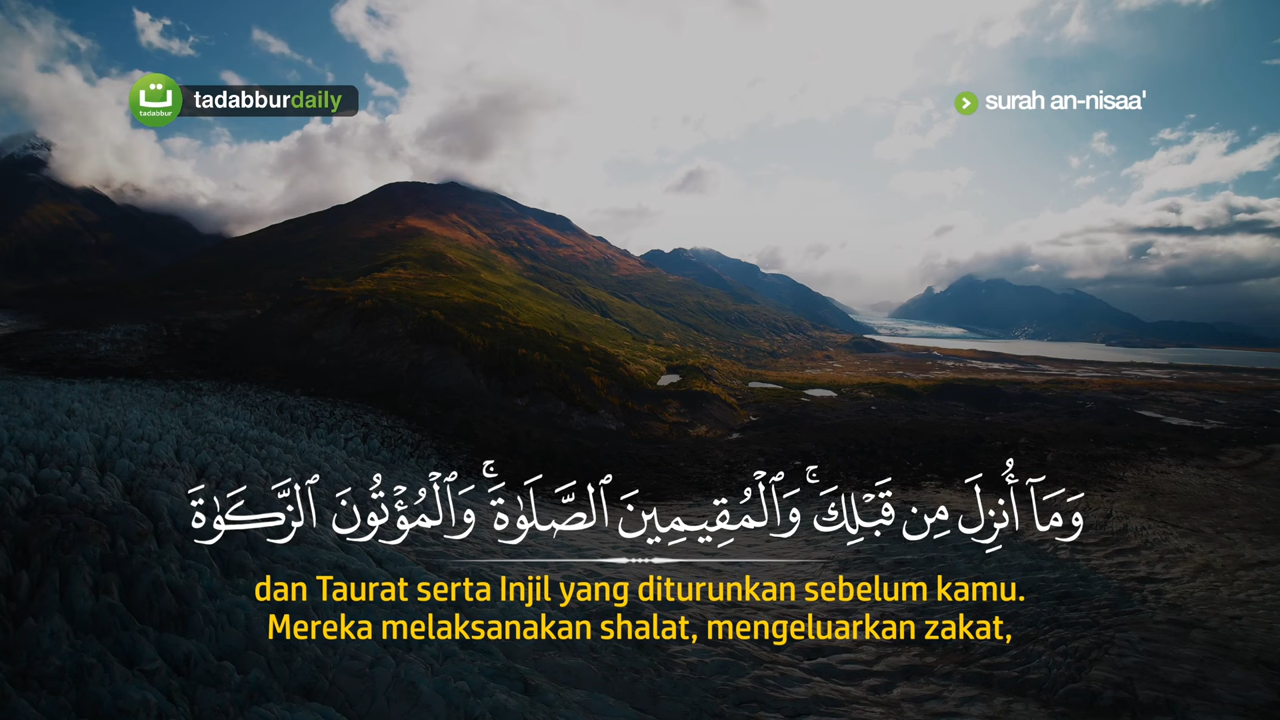 ت
tadabbur
tadabburdaily
surah an-nisaa'
وَمَآ أُنزِلَ مِن قَبْلِكَ ۚ وَٱلْمُقِيمِينَ ٱلصَّلَوٰةَ ۚ وَٱلْمُؤْتُونَ ٱلزَّكَوٰةَ
dan Taurat serta Injil yang diturunkan sebelum kamu.
Mereka melaksanakan shalat, mengeluarkan zakat,